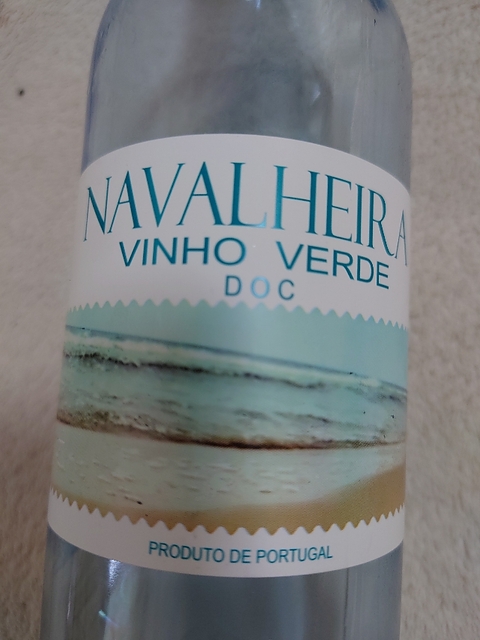 NAVALHEIRA
VINHO VERDE
DOC
PRODUTO DE PORTUGAL